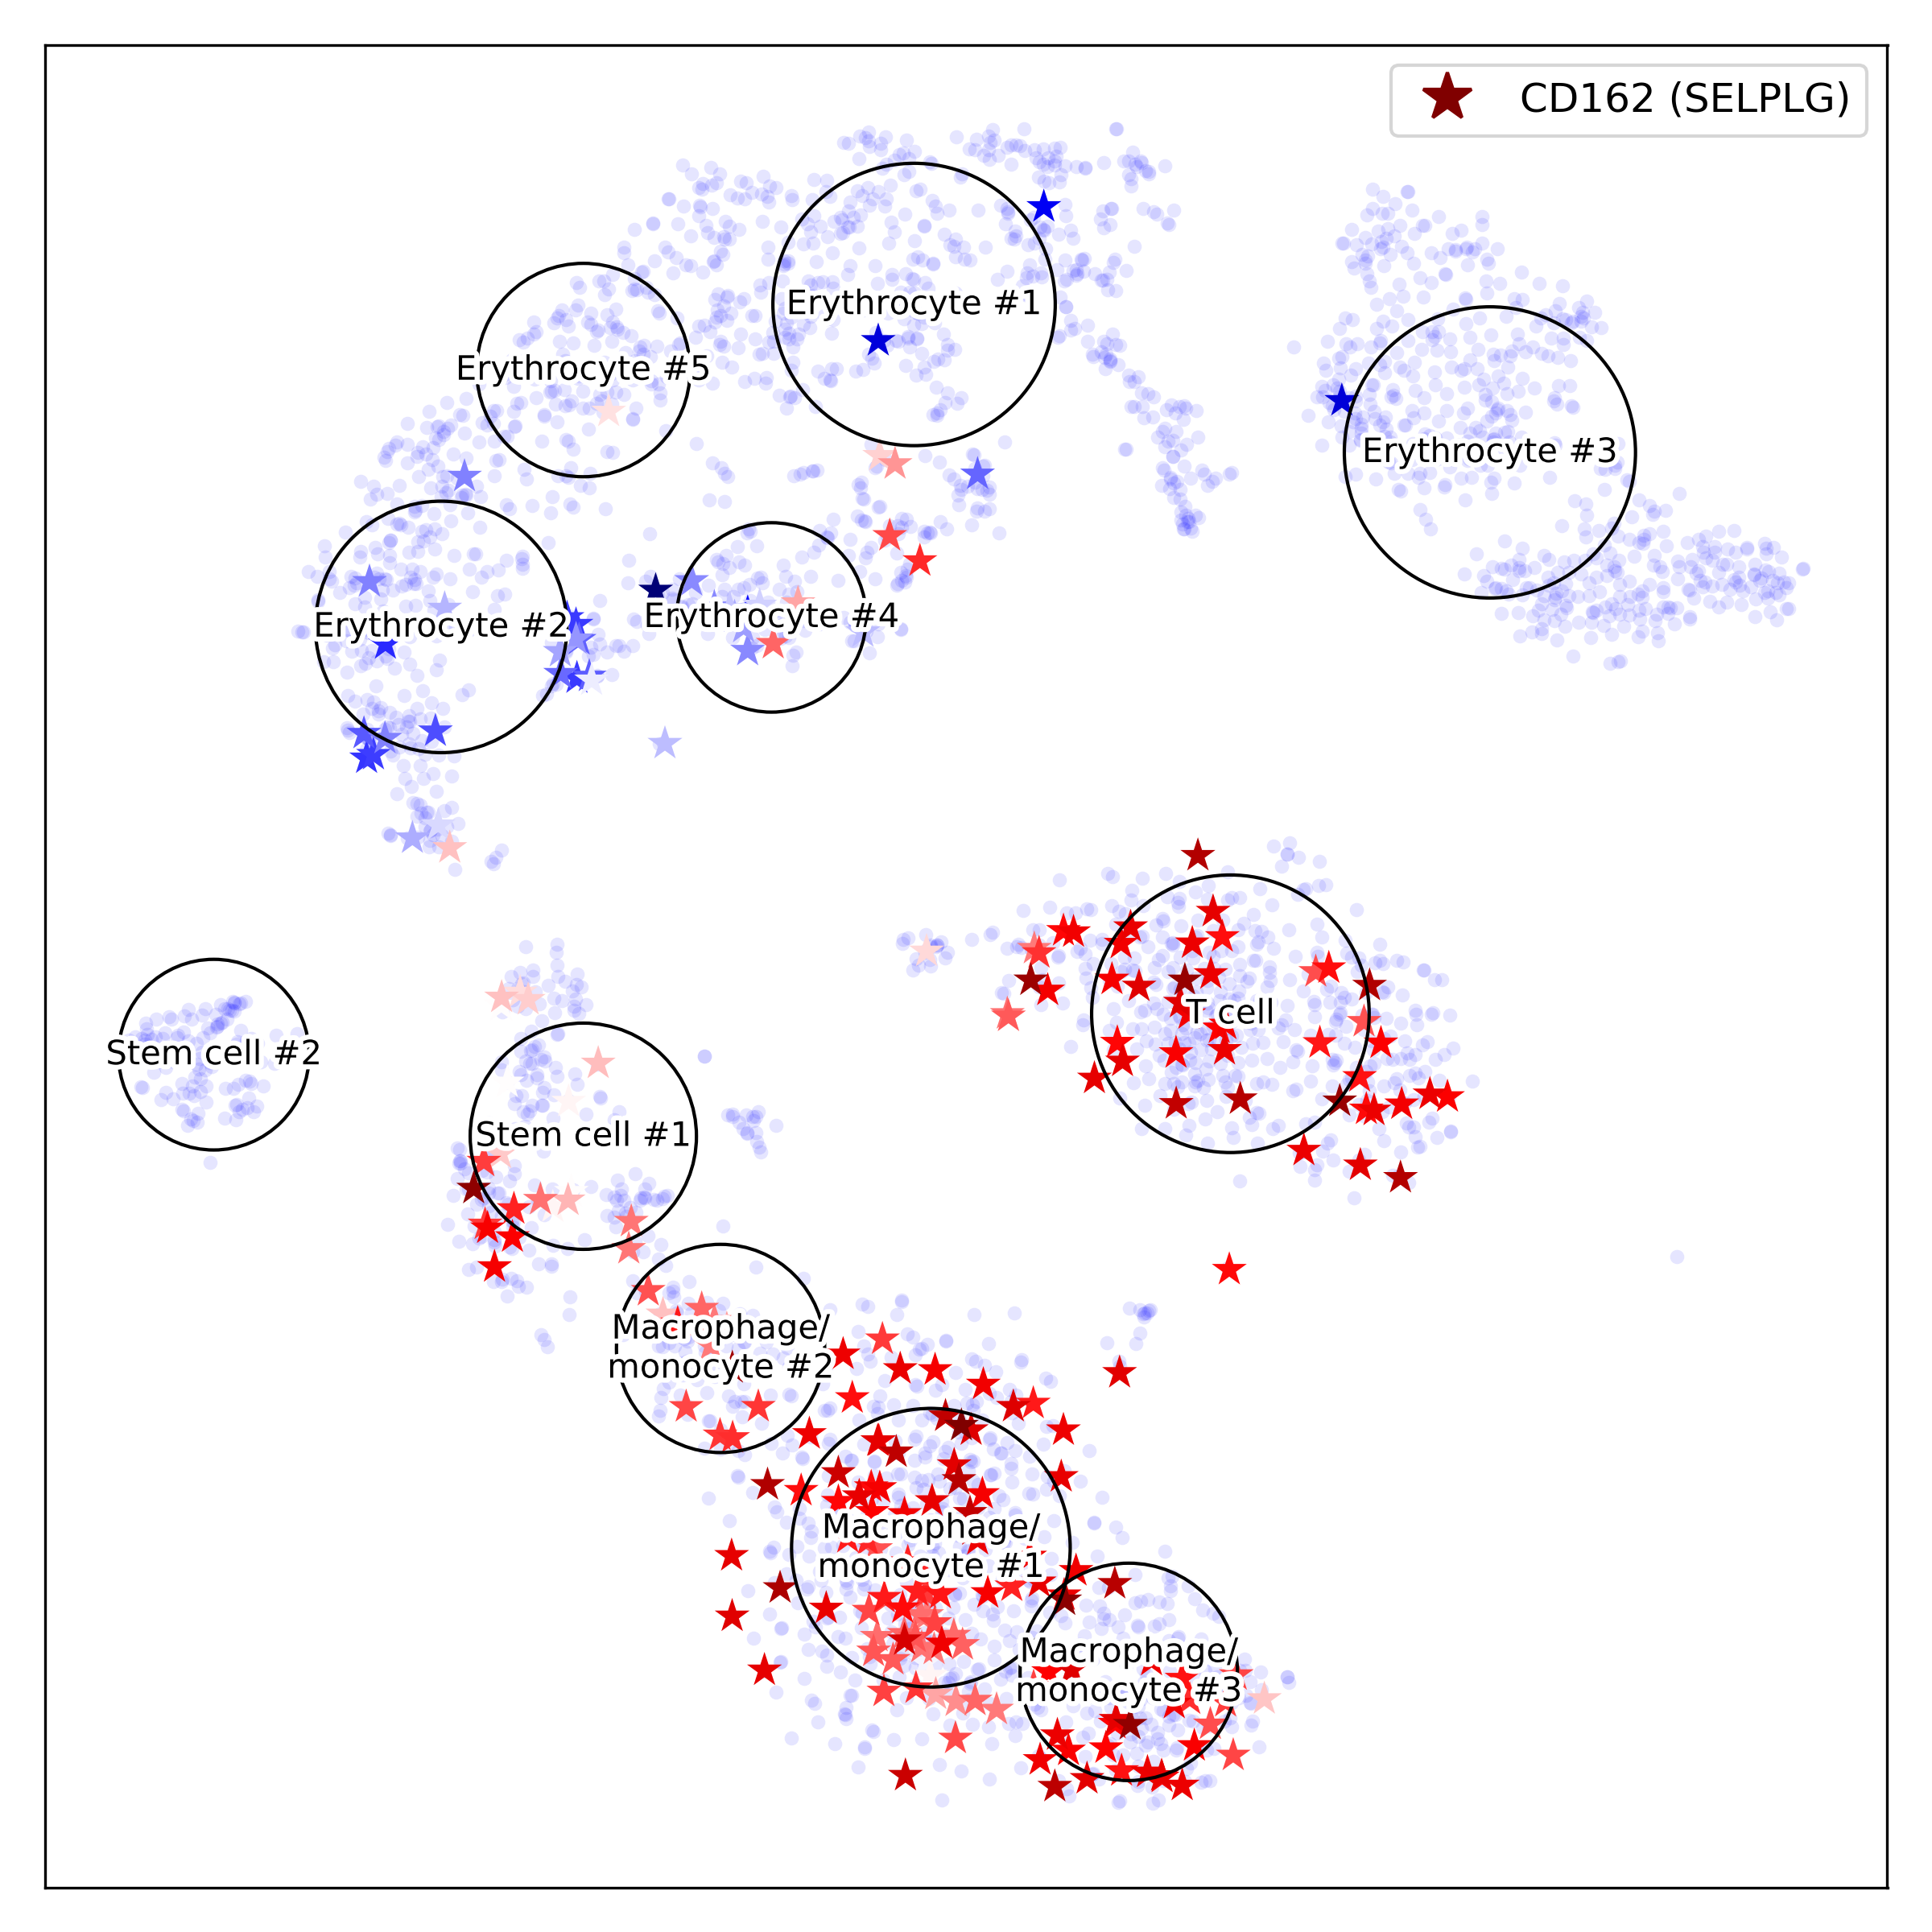 CD162 (SELPLG)
Erythrocyte #1
Erythrocyte #5
Erythrocyte #3
Erythrocyte #2
Erythrocyte #4
T cell
Stem cell #2
Stem cell #1
Macrophage/
monocyte #2
Macrophage/
monocyte #1
Macrophage/
monocyte #3